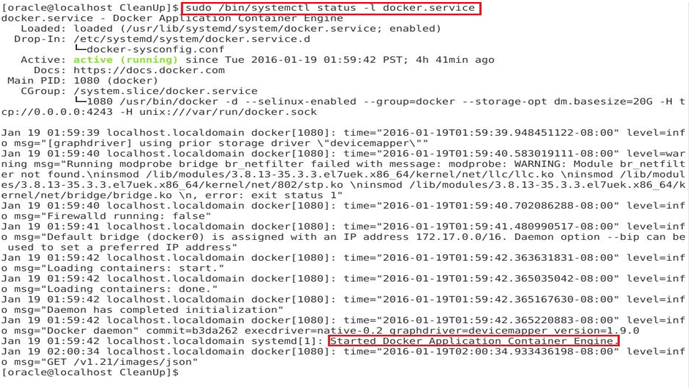 [oracle@localhost CleanUp]$ sudo /bin/systemctl status -l docker.service
docker.service - Docker Application Container Engine
Loaded: loaded (/usr/lib/systemd/system/docker.service; enabled)
Drop-In: /etc/systemd/system/docker.service.d
└─docker-sysconfig.conf
Active: active (running) since Tue 2016-01-19 01:59:42 PST; 4h 41min ago
Docs: https://docs.docker.com
Main PID: 1080 (docker)
CGroup: /system.slice/docker.service
└─1080 /usr/bin/docker -d --selinux-enabled --group=docker --storage-opt dm.basesize=20G -H t
cp://0.0.0.0:4243 -H unix:///var/run/docker.sock
Jan 19 01:59:39 localhost.localdomain docker[1080]: time="2016-01-19T01:59:39.948451122-08:00" level=inf
o msg="[graphdriver] using prior storage driver \"devicemapper\""
Jan 19 01:59:40 localhost.localdomain docker[1080]: time="2016-01-19T01:59:40.583019111-08:00" level=war
ning msg="Running modprobe bridge br_netfilter failed with message: modprobe: WARNING: Module br_netfilt
er not found.\ninsmod /lib/modules/3.8.13-35.3.3.el7uek.x86_64/kernel/net/llc/llc.ko \ninsmod /lib/modul
es/3.8.13-35.3.3.el7uek.x86_64/kernel/net/802/stp.ko \ninsmod /lib/modules/3.8.13-35.3.3.el7uek.x86_64/k
ernel/net/bridge/bridge.ko \n, error: exit status 1"
Jan 19 01:59:40 localhost.localdomain docker[1080]: time="2016-01-19T01:59:40.702086288-08:00" level=inf
o msg="Firewalld running: false"
Jan 19 01:59:41 localhost.localdomain docker[1080]: time="2016-01-19T01:59:41.480990517-08:00" level=inf
o msg="Default bridge (docker0) is assigned with an IP address 172.17.0.0/16. Daemon option --bip can be
used to set a preferred IP address"
Jan 19 01:59:42 localhost.localdomain docker[1080]: time="2016-01-19T01:59:42.363631831-08:00" level=inf
o msg="Loading containers: start."
Jan 19 01:59:42 localhost.localdomain docker[1080]: time="2016-01-19T01:59:42.365035042-08:00" level=inf
o msg="Loading containers: done."
Jan 19 01:59:42 localhost.localdomain docker[1080]: time="2016-01-19T01:59:42.365167630-08:00" level=inf
o msg="Daemon has completed initialization"
Jan 19 01:59:42 localhost.localdomain docker[1080]: time="2016-01-19T01:59:42.365220883-08:00" level=inf
o msg="Docker daemon" commit=b3da262 execdriver=native-0.2 graphdriver=devicemapper version=1.9.0
Jan 19 01:59:42 localhost.localdomain systemd[1]: Started Docker Application Container Engine.
Jan 19 02:00:34 localhost.localdomain docker[1080]: time="2016-01-19T02:00:34.933436198-08:00" level=inf
o msg="GET /v1.21/images/json"
[oracle@localhost CleanUp]$